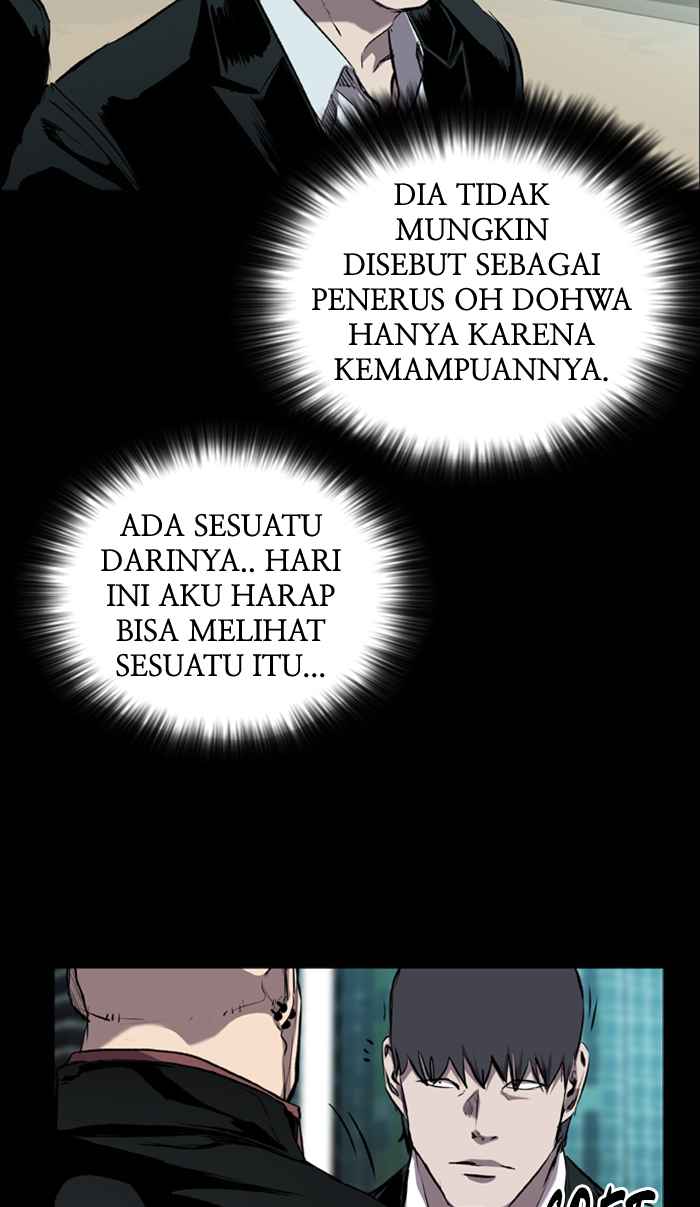 DIA TIDAK
MUNGKIN
DISEBUT SEBAGAI
PENERUS OH DOHWA
HANYA KARENA
KEMAMPUANNYA.
ADA SESUATU
DARINYA.. HARI
INI AKU HARAP
BISA MELIHAT
SESUATU ITU...